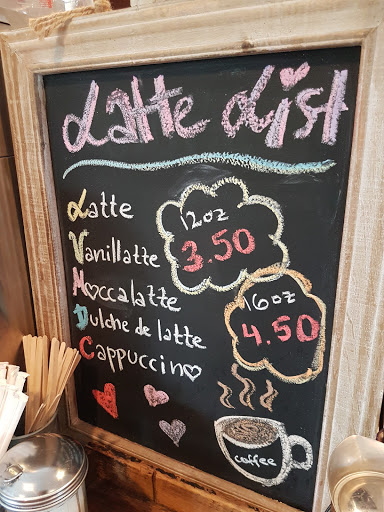 Latte List
Latte
Vanillatte
Moccalatte
Dulche de latte
Cappuccino
12oz
3.50
16oz
4.50
coffee